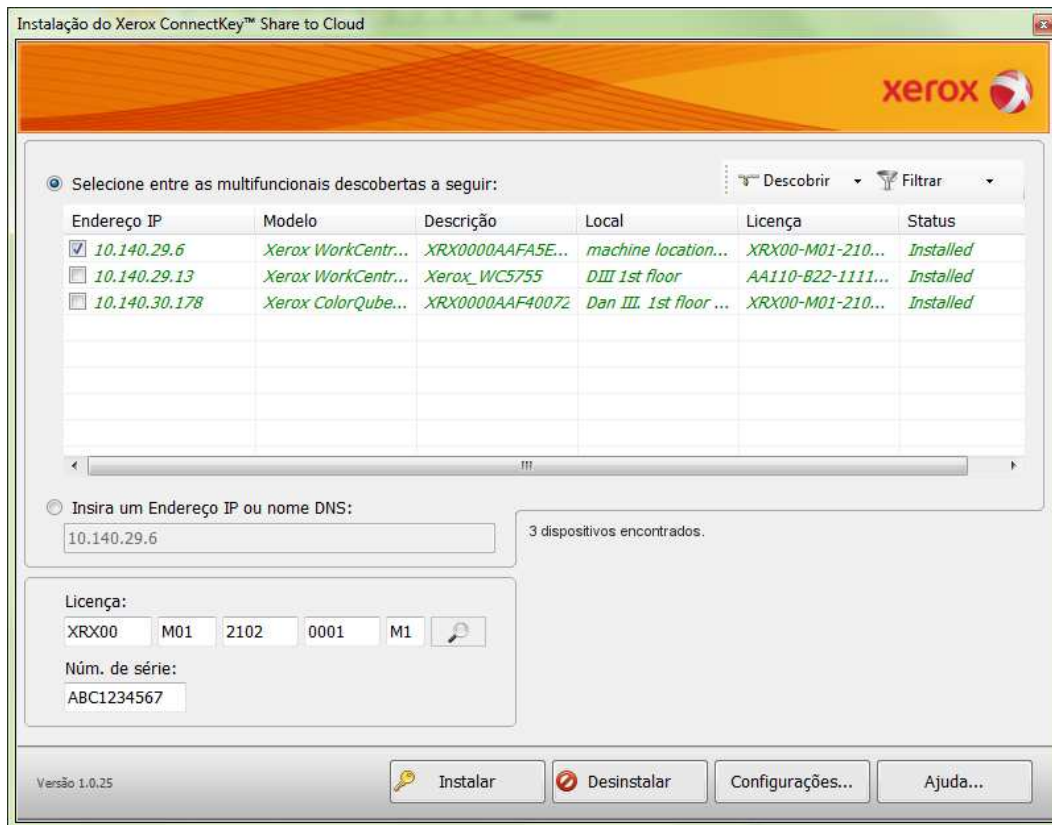 Instalação do Xerox ConnectKey™ Share to Cloud
xerox
Selecione entre as multifuncionais descobertas a seguir:
Descobrir
Filtrar
Endereço IP Modelo Descrição Local Licença Status
10.140.29.6 Xerox WorkCentr... XRX0000AAFA5E... machine location... XRX00-M01-210... Installed
10.140.29.13 Xerox WorkCentr... Xerox_WC5755 DIII 1st floor AA110-B22-1111... Installed
10.140.30.178 Xerox ColorQube... XRX0000AAF40072 Dan III. 1st floor ... XRX00-M01-210... Installed
Insira um Endereço IP ou nome DNS:
10.140.29.6
3 dispositivos encontrados.
Licença:
XRX00 M01 2102 0001 M1
Núm. de série:
ABC1234567
Versão 1.0.25
Instalar
Desinstalar
Configurações...
Ajuda...